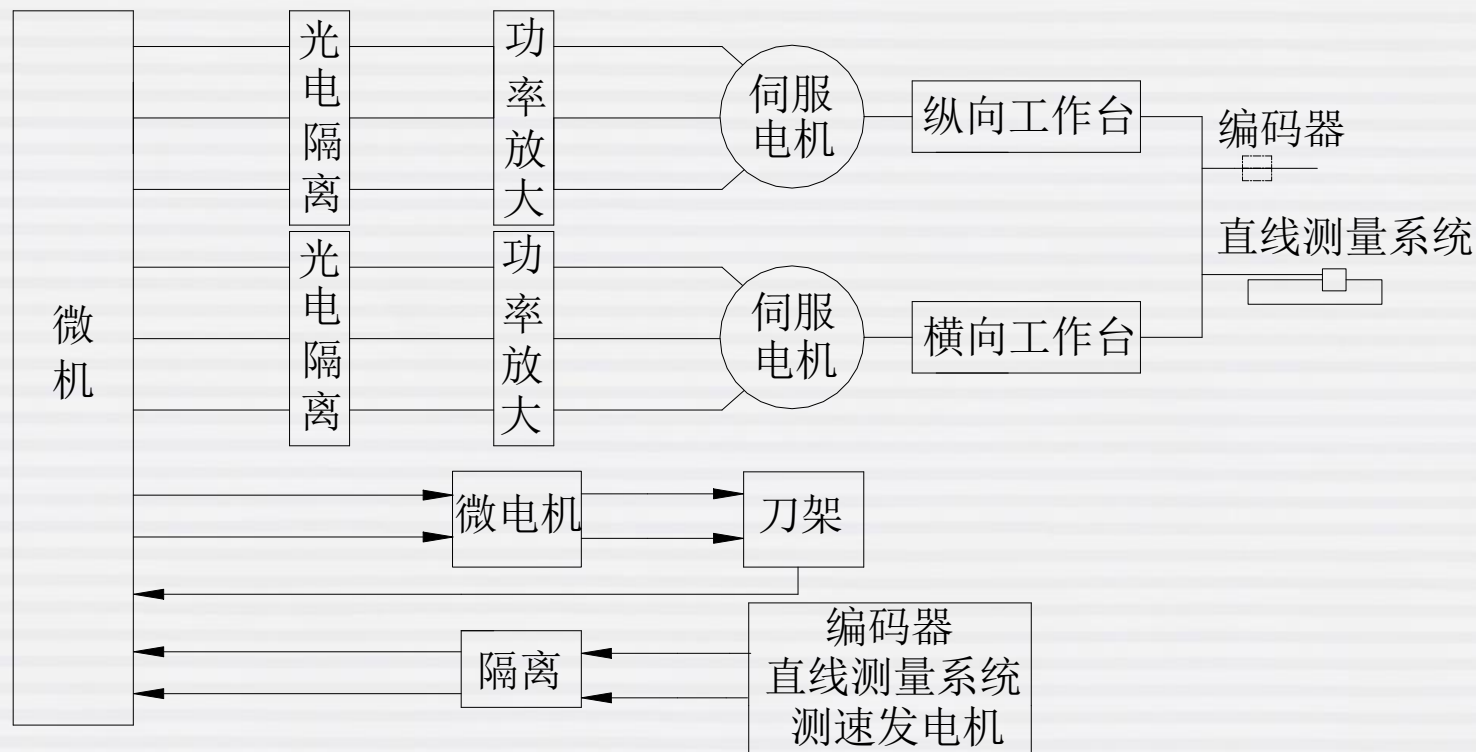 微机
光电隔离
功率放大
伺服
电机
纵向工作台
编码器
直线测量系统
光电隔离
功率放大
伺服
电机
横向工作台
微电机
刀架
隔离
编码器
直线测量系统
测速发电机